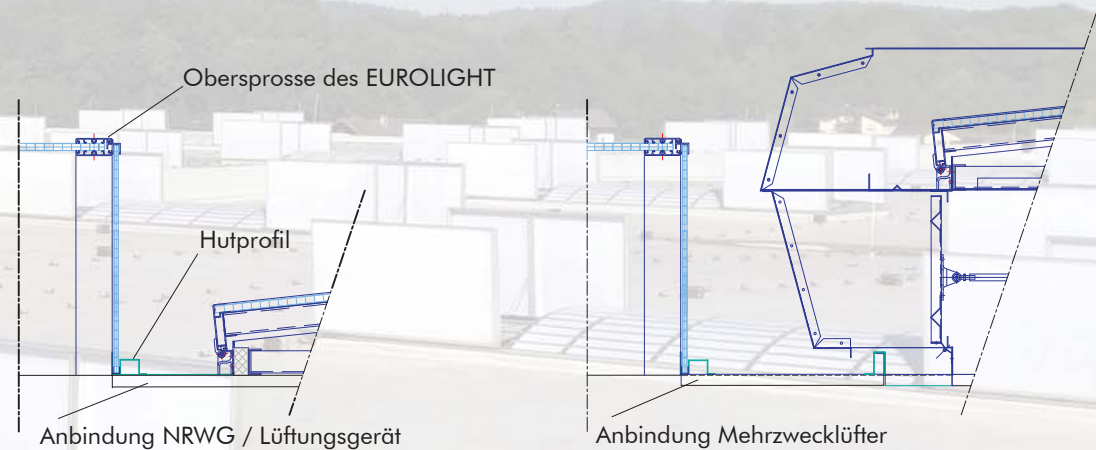 Obersprosse des EUROLIGHT
Hutprofil
Anbindung NRWG / Lüftungsgerät
Anbindung Mehrzwecklüfter